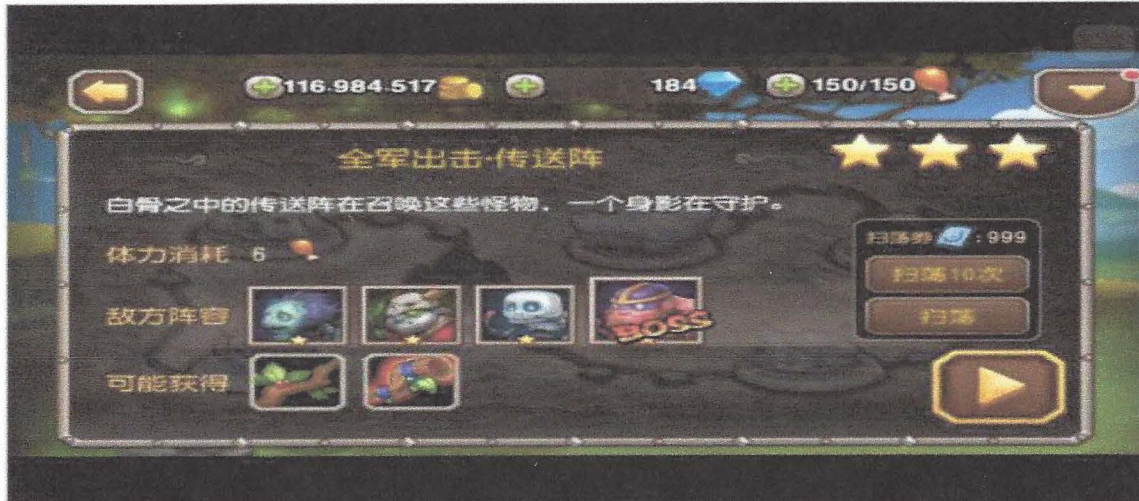 116,984,517 184 150/150
全军出击·传送阵
白骨之中的传送阵在召唤这些怪物，一个身影在守护。
体力消耗 6
扫荡券 : 999
扫荡10次
敌方阵容
BOSS
扫荡
可能获得